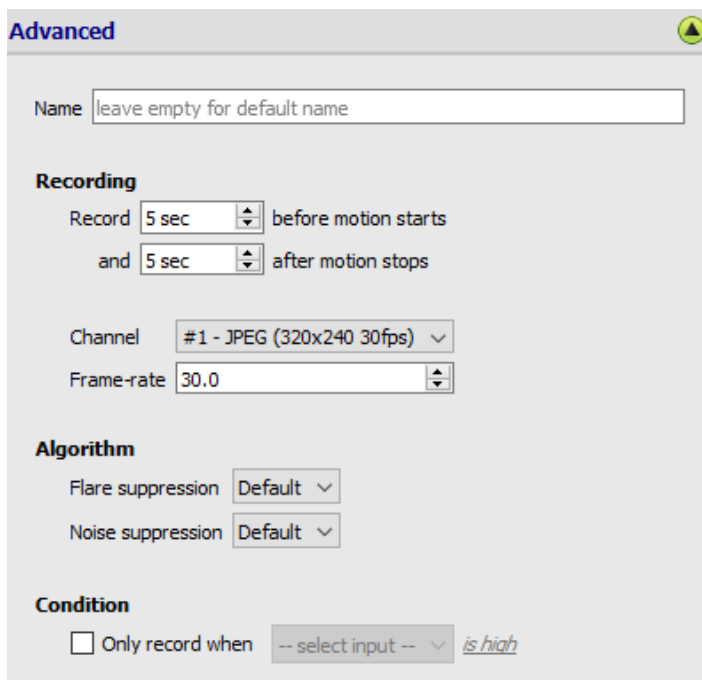 Advanced
Name leave empty for default name
Recording
Record 5 sec before motion starts
and 5 sec after motion stops
Channel #1 - JPEG (320x240 30fps)
Frame-rate 30.0
Algorithm
Flare suppression Default
Noise suppression Default
Condition
Only record when -- select input -- is high